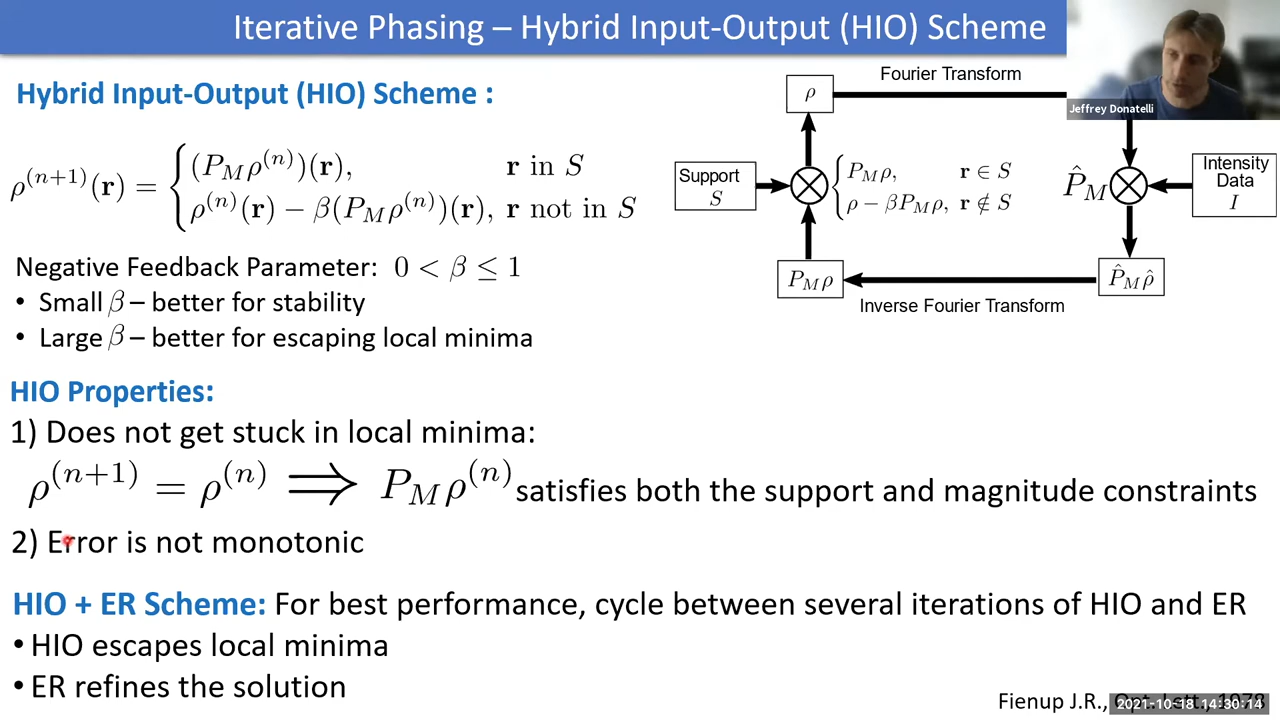 Iterative Phasing – Hybrid Input-Output (HIO) Scheme
Jeffrey Donatelli
Hybrid Input-Output (HIO) Scheme :
ρ^(n+1)(r) = { (P_M ρ^(n))(r), r in S
ρ^(n)(r) − β(P_M ρ^(n))(r), r not in S
Negative Feedback Parameter: 0 < β ≤ 1
• Small β – better for stability
• Large β – better for escaping local minima
Fourier Transform
ρ
Support
S
{ P_M ρ, r ∈ S
ρ − βP_M ρ, r ∉ S
P̂_M
Intensity
Data
I
P_M ρ
P̂_M ρ̂
Inverse Fourier Transform
HIO Properties:
1) Does not get stuck in local minima:
ρ^(n+1) = ρ^(n) ⟹ P_M ρ^(n) satisfies both the support and magnitude constraints
2) Error is not monotonic
HIO + ER Scheme: For best performance, cycle between several iterations of HIO and ER
• HIO escapes local minima
• ER refines the solution
Fienup J.R., Opt. Lett., 1978
2021-10-18 14:30:14